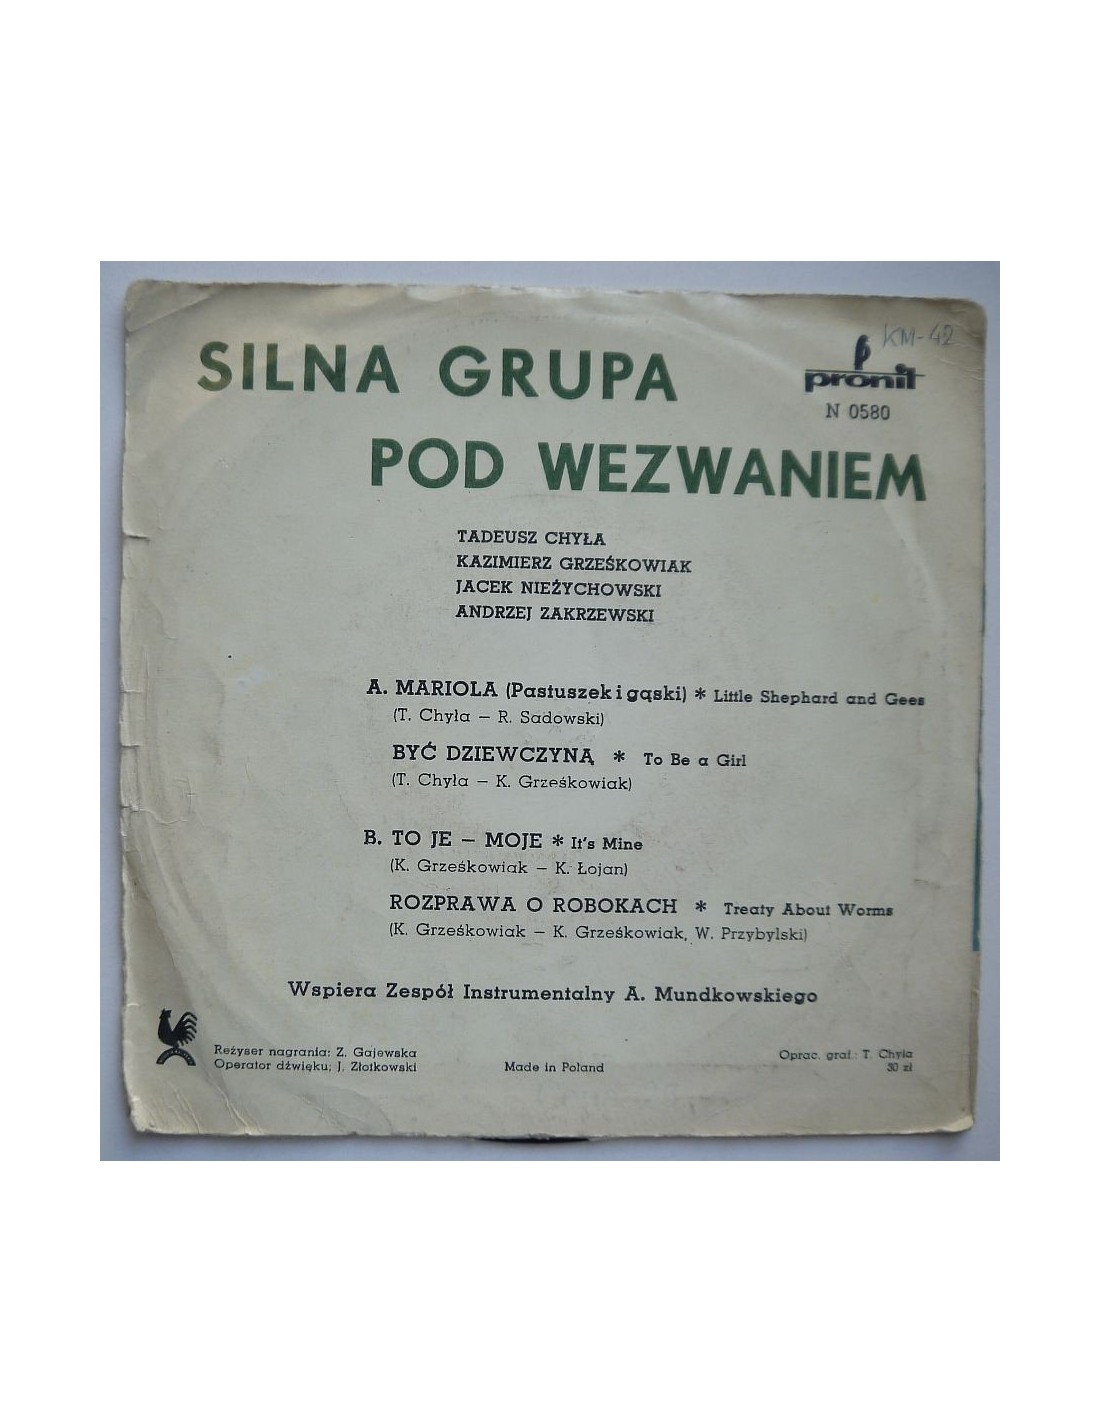 KM-42
SILNA GRUPA
pronit
N 0580
POD WEZWANIEM
TADEUSZ CHYŁA
KAZIMIERZ GRZEŚKOWIAK
JACEK NIEŻYCHOWSKI
ANDRZEJ ZAKRZEWSKI
A. MARIOLA (Pastuszek i gąski) * Little Shephard and Gees
(T. Chyła — R. Sadowski)
BYĆ DZIEWCZYNĄ * To Be a Girl
(T. Chyła — K. Grześkowiak)
B. TO JE — MOJE * It's Mine
(K. Grześkowiak — K. Łojan)
ROZPRAWA O ROBOKACH * Treaty About Worms
(K. Grześkowiak — K. Grześkowiak, W. Przybylski)
Wspiera Zespół Instrumentalny A. Mundkowskiego
Reżyser nagrania: Z. Gajewska
Operator dźwięku: J. Złotkowski
Made in Poland
Oprac. graf.: T. Chyla
30 zł